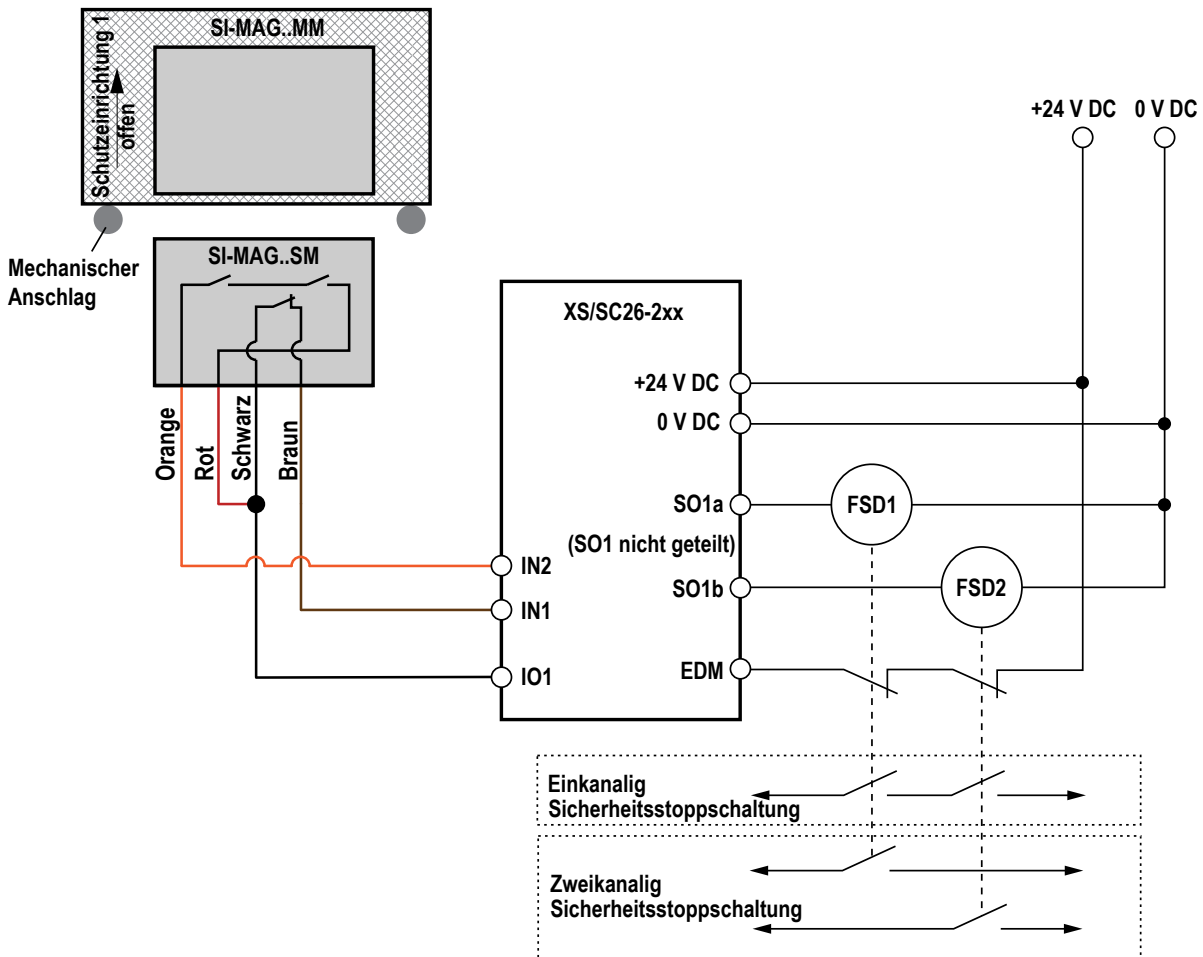 SI-MAG..MM
Schutzeinrichtung 1
offen
+24 V DC
0 V DC
Mechanischer
Anschlag
SI-MAG..SM
Orange
Rot
Schwarz
Braun
XS/SC26-2xx
+24 V DC
0 V DC
SO1a
(SO1 nicht geteilt)
SO1b
EDM
IN2
IN1
IO1
FSD1
FSD2
Einkanalig
Sicherheitsstoppschaltung
Zweikanalig
Sicherheitsstoppschaltung